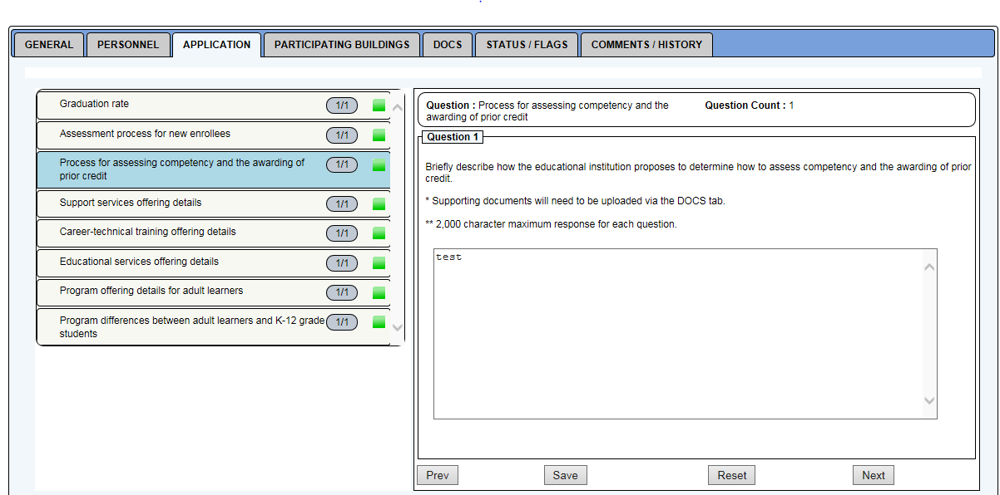 GENERAL PERSONNEL APPLICATION PARTICIPATING BUILDINGS DOCS STATUS / FLAGS COMMENTS / HISTORY
Graduation rate 1/1
Assessment process for new enrollees 1/1
Process for assessing competency and the awarding of 1/1
prior credit
Support services offering details 1/1
Career-technical training offering details 1/1
Educational services offering details 1/1
Program offering details for adult learners 1/1
Program differences between adult learners and K-12 grade 1/1
students
Question : Process for assessing competency and the Question Count : 1
awarding of prior credit
Question 1
Briefly describe how the educational institution proposes to determine how to assess competency and the awarding of prior
credit.
* Supporting documents will need to be uploaded via the DOCS tab.
** 2,000 character maximum response for each question.
test
Prev Save Reset Next